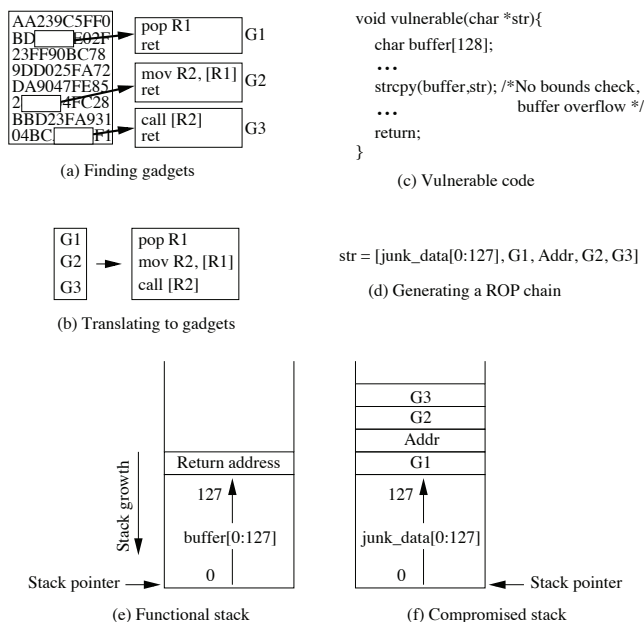 AA239C5FF0
BD E02F
23FF90BC78
9DD025FA72
DA9047FE85
2 4FC28
BBD23FA931
04BC F1
pop R1
ret
G1
mov R2, [R1]
ret
G2
call [R2]
ret
G3
(a) Finding gadgets
void vulnerable(char *str){
char buffer[128];
...
strcpy(buffer,str); /*No bounds check,
... buffer overflow */
return;
}
(c) Vulnerable code
G1
G2
G3
pop R1
mov R2, [R1]
call [R2]
(b) Translating to gadgets
str = [junk_data[0:127], G1, Addr, G2, G3]
(d) Generating a ROP chain
Stack growth
Return address
127
buffer[0:127]
0
Stack pointer
(e) Functional stack
G3
G2
Addr
G1
127
junk_data[0:127]
0
Stack pointer
(f) Compromised stack